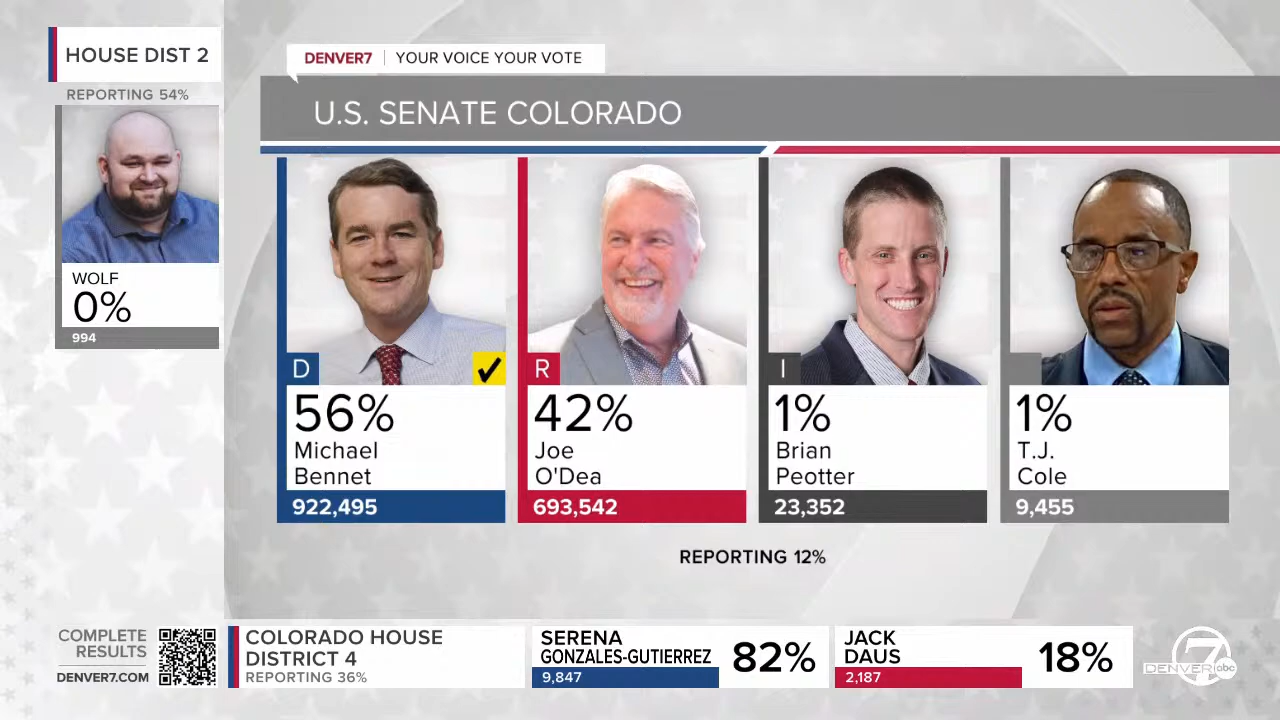 HOUSE DIST 2
REPORTING 54%
WOLF
0%
994
DENVER7 | YOUR VOICE YOUR VOTE
U.S. SENATE COLORADO
D
56%
Michael
Bennet
922,495
R
42%
Joe
O'Dea
693,542
I
1%
Brian
Peotter
23,352
1%
T.J.
Cole
9,455
REPORTING 12%
COMPLETE
RESULTS
DENVER7.COM
COLORADO HOUSE
DISTRICT 4
REPORTING 36%
SERENA
GONZALES-GUTIERREZ
9,847
82%
JACK
DAUS
2,187
18%
7
DENVER abc